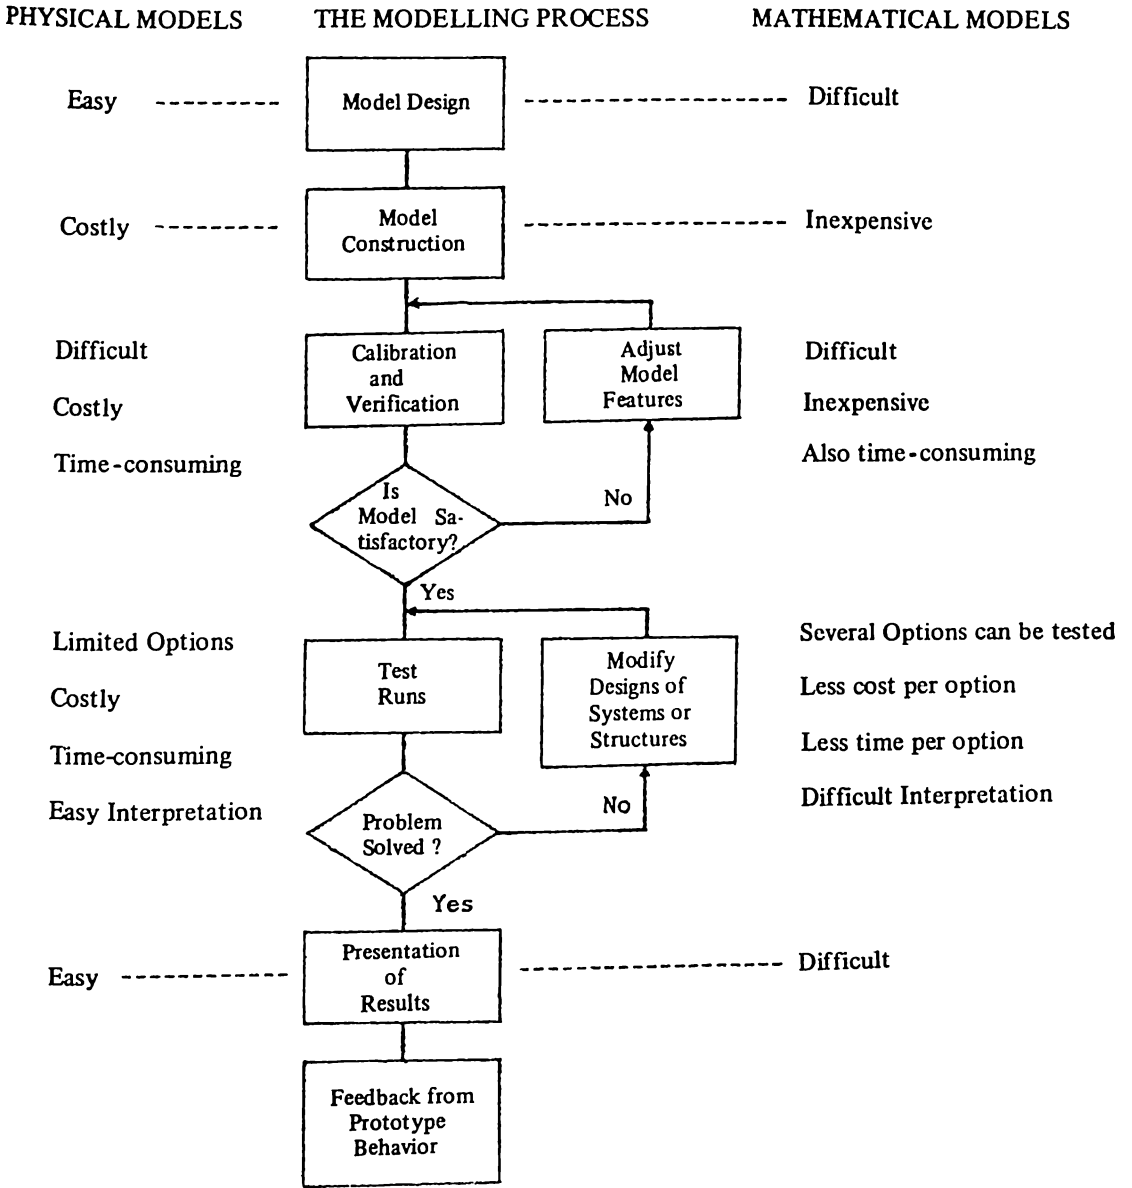 PHYSICAL MODELS THE MODELLING PROCESS MATHEMATICAL MODELS
Easy
Model Design
Difficult
Costly
Model
Construction
Inexpensive
Difficult
Costly
Time-consuming
Calibration
and
Verification
Adjust
Model
Features
Difficult
Inexpensive
Also time-consuming
Is
Model Sa-
tisfactory?
No
Yes
Limited Options
Costly
Time-consuming
Easy Interpretation
Test
Runs
Modify
Designs of
Systems or
Structures
Several Options can be tested
Less cost per option
Less time per option
Difficult Interpretation
Problem
Solved ?
No
Yes
Easy
Presentation
of
Results
Difficult
Feedback from
Prototype
Behavior